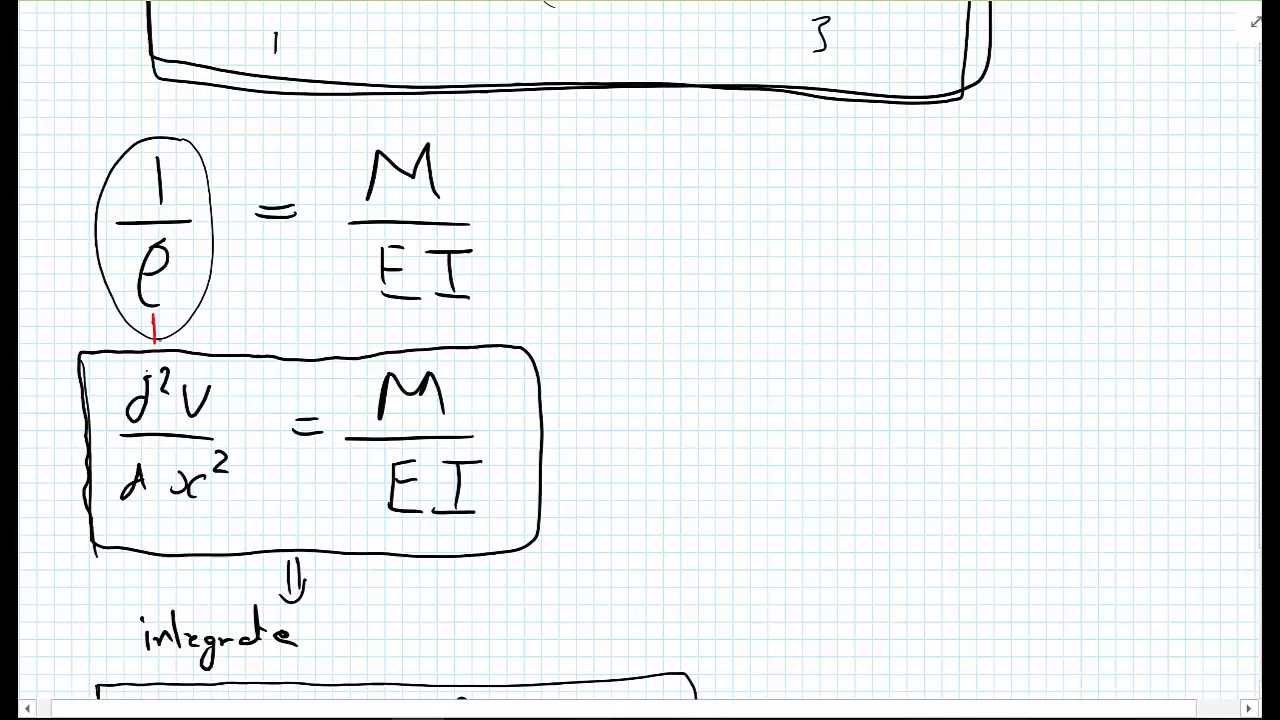 1 3
1/ρ = M/EI
d²v/dx² = M/EI
⇓
integrate